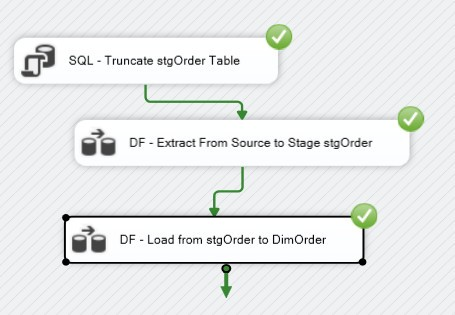 SQL - Truncate stgOrder Table
DF - Extract From Source to Stage stgOrder
DF - Load from stgOrder to DimOrder